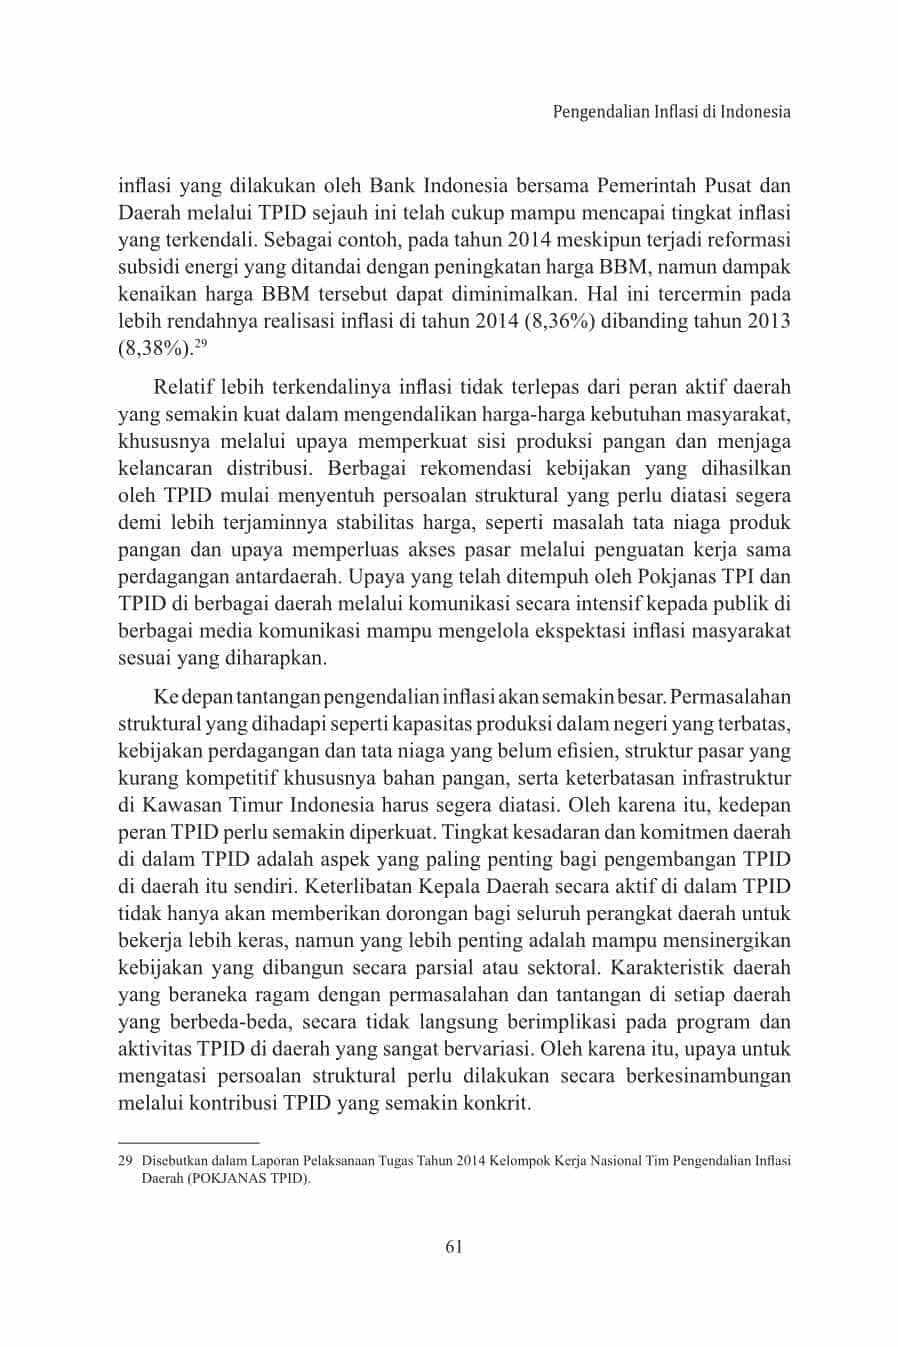 Pengendalian Inflasi di Indonesia
inflasi yang dilakukan oleh Bank Indonesia bersama Pemerintah Pusat dan
Daerah melalui TPID sejauh ini telah cukup mampu mencapai tingkat inflasi
yang terkendali. Sebagai contoh, pada tahun 2014 meskipun terjadi reformasi
subsidi energi yang ditandai dengan peningkatan harga BBM, namun dampak
kenaikan harga BBM tersebut dapat diminimalkan. Hal ini tercermin pada
lebih rendahnya realisasi inflasi di tahun 2014 (8,36%) dibanding tahun 2013
(8,38%).29
Relatif lebih terkendalinya inflasi tidak terlepas dari peran aktif daerah
yang semakin kuat dalam mengendalikan harga-harga kebutuhan masyarakat,
khususnya melalui upaya memperkuat sisi produksi pangan dan menjaga
kelancaran distribusi. Berbagai rekomendasi kebijakan yang dihasilkan
oleh TPID mulai menyentuh persoalan struktural yang perlu diatasi segera
demi lebih terjaminnya stabilitas harga, seperti masalah tata niaga produk
pangan dan upaya memperluas akses pasar melalui penguatan kerja sama
perdagangan antardaerah. Upaya yang telah ditempuh oleh Pokjanas TPI dan
TPID di berbagai daerah melalui komunikasi secara intensif kepada publik di
berbagai media komunikasi mampu mengelola ekspektasi inflasi masyarakat
sesuai yang diharapkan.
Ke depan tantangan pengendalian inflasi akan semakin besar. Permasalahan
struktural yang dihadapi seperti kapasitas produksi dalam negeri yang terbatas,
kebijakan perdagangan dan tata niaga yang belum efisien, struktur pasar yang
kurang kompetitif khususnya bahan pangan, serta keterbatasan infrastruktur
di Kawasan Timur Indonesia harus segera diatasi. Oleh karena itu, kedepan
peran TPID perlu semakin diperkuat. Tingkat kesadaran dan komitmen daerah
di dalam TPID adalah aspek yang paling penting bagi pengembangan TPID
di daerah itu sendiri. Keterlibatan Kepala Daerah secara aktif di dalam TPID
tidak hanya akan memberikan dorongan bagi seluruh perangkat daerah untuk
bekerja lebih keras, namun yang lebih penting adalah mampu mensinergikan
kebijakan yang dibangun secara parsial atau sektoral. Karakteristik daerah
yang beraneka ragam dengan permasalahan dan tantangan di setiap daerah
yang berbeda-beda, secara tidak langsung berimplikasi pada program dan
aktivitas TPID di daerah yang sangat bervariasi. Oleh karena itu, upaya untuk
mengatasi persoalan struktural perlu dilakukan secara berkesinambungan
melalui kontribusi TPID yang semakin konkrit.
29 Disebutkan dalam Laporan Pelaksanaan Tugas Tahun 2014 Kelompok Kerja Nasional Tim Pengendalian Inflasi
Daerah (POKJANAS TPID).
61